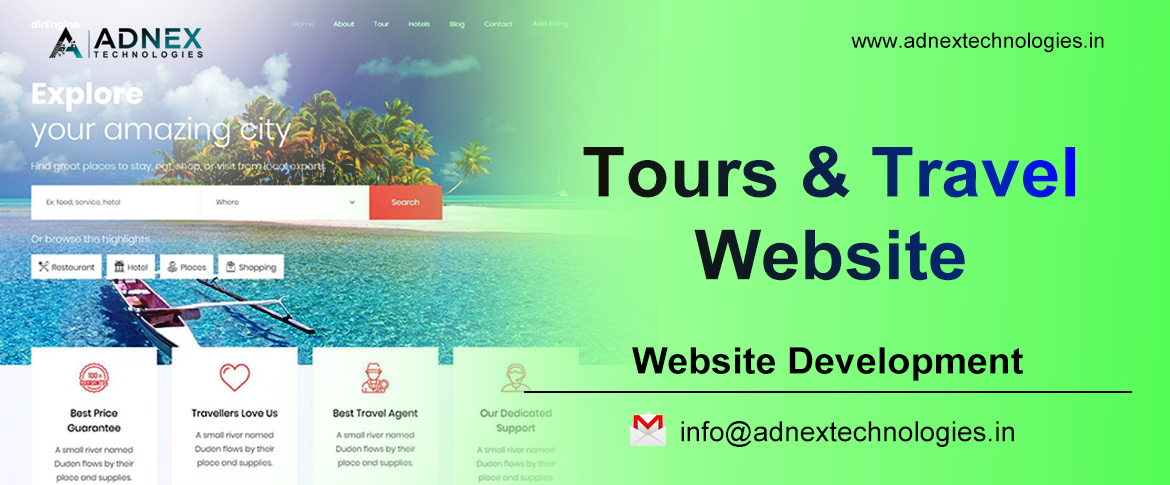 dirEngine.
Home About Tour Hotels Blog Contact Add listing
ADNEX
TECHNOLOGIES
Explore
your amazing city
Find great places to stay, eat, shop, or visit from local experts
Ex: food, service, hotel
Where
Search
Or browse the highlights
Restaurant Hotel Places Shopping
100%
GUARANTEE
Best Price
Guarantee
A small river named
Duden flows by their
place and supplies.
Travellers Love Us
A small river named
Duden flows by their
place and supplies.
Best Travel Agent
A small river named
Duden flows by their
place and supplies.
Our Dedicated
Support
A small river named
Duden flows by their
place and supplies.
www.adnextechnologies.in
Tours & Travel
Website
Website Development
info@adnextechnologies.in